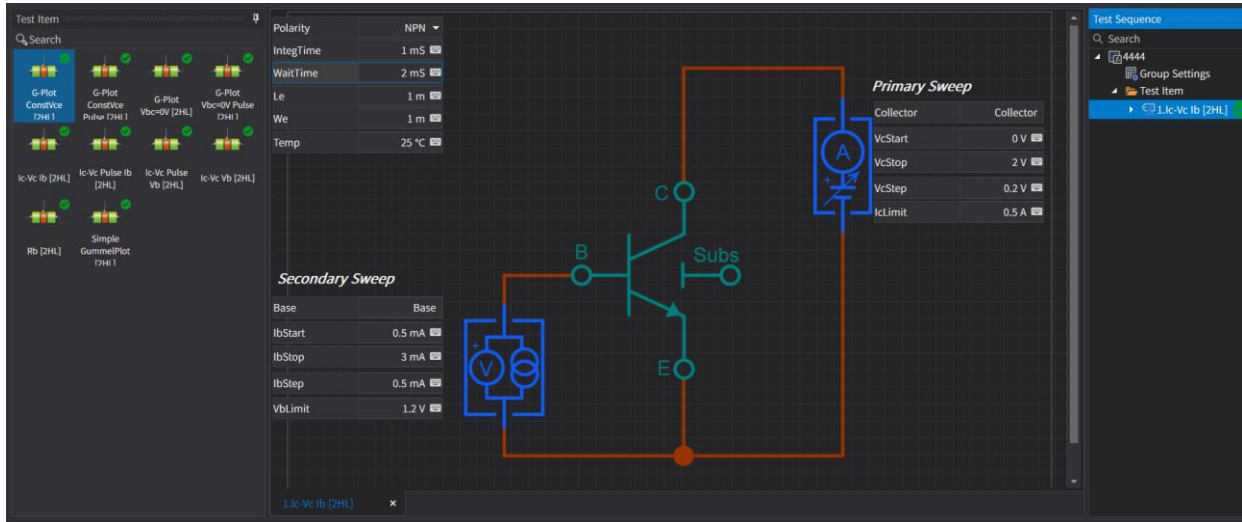 Test Item
Search
G-Plot
ConstVce
[2HL]
G-Plot
ConstVce
Pulse [2HL]
G-Plot
Vbc=0V [2HL]
G-Plot
Vbc=0V Pulse
[2HL]
Ic-Vc Ib [2HL]
Ic-Vc Pulse Ib
[2HL]
Ic-Vc Pulse
Vb [2HL]
Ic-Vc Vb [2HL]
Rb [2HL]
Simple
GummelPlot
[2HL]
Polarity NPN
IntegTime 1 mS
WaitTime 2 mS
Le 1 m
We 1 m
Temp 25 °C
Secondary Sweep
Base Base
IbStart 0.5 mA
IbStop 3 mA
IbStep 0.5 mA
VbLimit 1.2 V
+
V
B
C
Subs
E
A
+
Primary Sweep
Collector Collector
VcStart 0 V
VcStop 2 V
VcStep 0.2 V
IcLimit 0.5 A
1.Ic-Vc Ib [2HL] ×
Test Sequence
Search
4444
Group Settings
Test Item
1.Ic-Vc Ib [2HL]